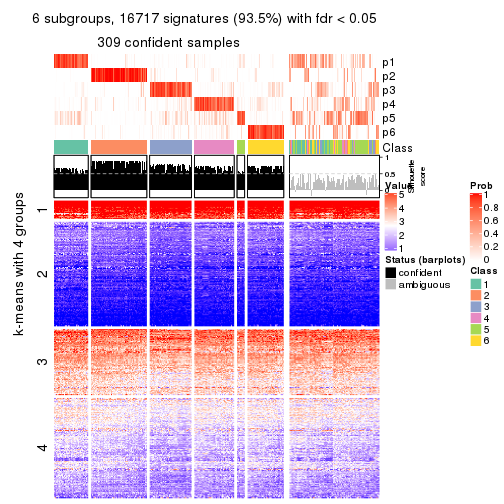 6 subgroups, 16717 signatures (93.5%) with fdr < 0.05
309 confident samples
p1
p2
p3
p4
p5
p6
Class
1
0.5
0
Silhouette
score
k-means with 4 groups
1
2
3
4
Value
5
4
3
2
1
Status (barplots)
confident
ambiguous
Prob
1
0.8
0.6
0.4
0.2
0
Class
1
2
3
4
5
6